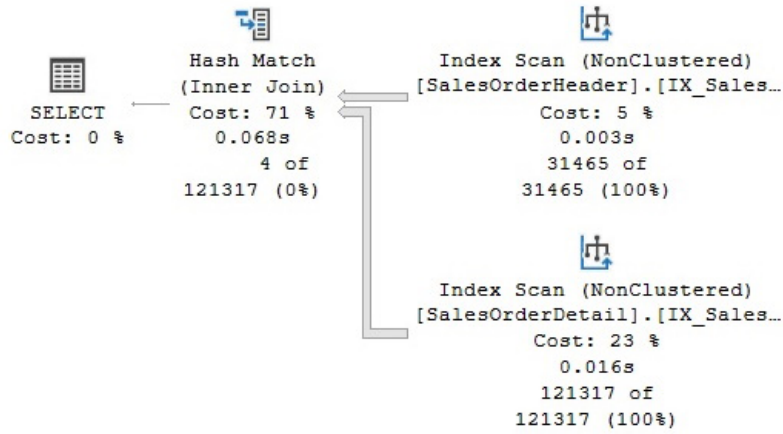 SELECT
Cost: 0 %
Hash Match
(Inner Join)
Cost: 71 %
0.068s
4 of
121317 (0%)
Index Scan (NonClustered)
[SalesOrderHeader].[IX_Sales…
Cost: 5 %
0.003s
31465 of
31465 (100%)
Index Scan (NonClustered)
[SalesOrderDetail].[IX_Sales…
Cost: 23 %
0.016s
121317 of
121317 (100%)